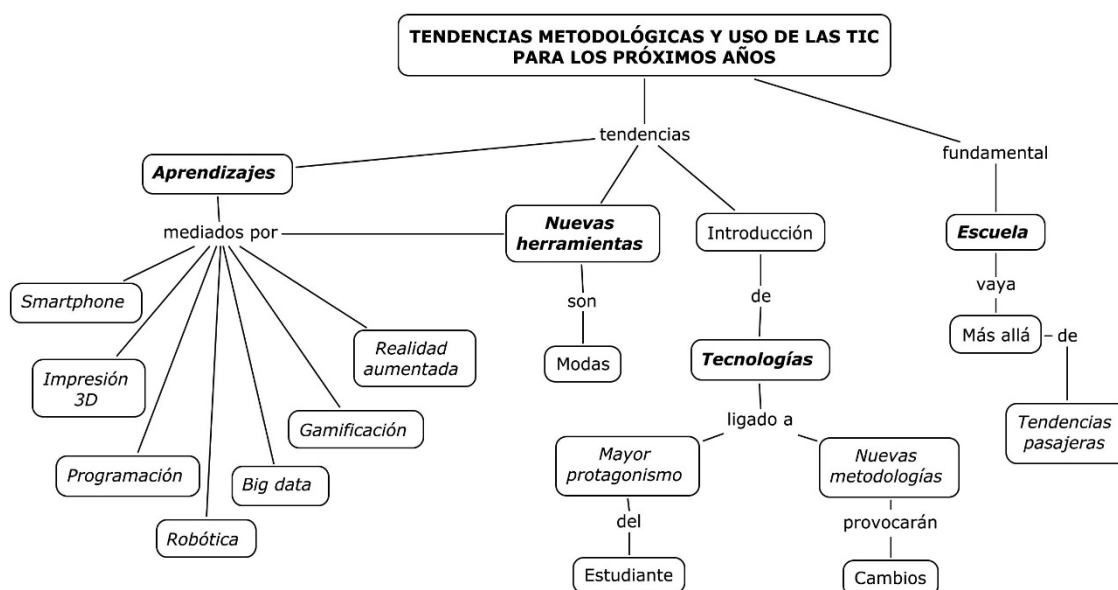 TENDENCIAS METODOLÓGICAS Y USO DE LAS TIC
PARA LOS PRÓXIMOS AÑOS
tendencias
fundamental
Aprendizajes
mediados por
Nuevas
herramientas
Introducción
Escuela
Smartphone
son
de
vaya
Impresión
3D
Realidad
aumentada
Modas
Tecnologías
Más allá
de
Programación
Gamificación
Big data
Robótica
ligado a
Tendencias
pasajeras
Mayor
protagonismo
Nuevas
metodologías
del
provocarán
Estudiante
Cambios